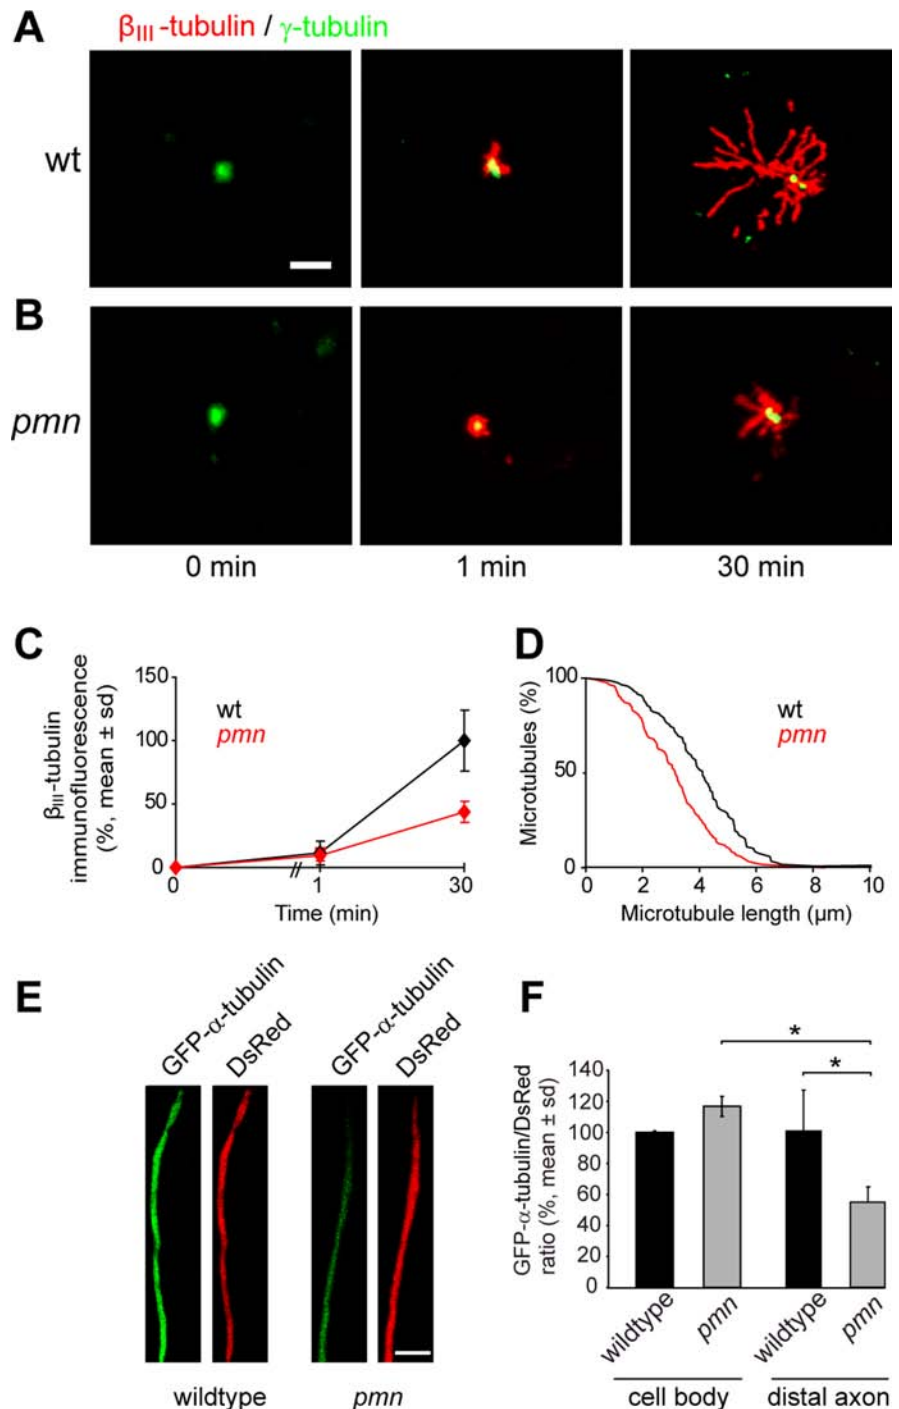 A
βIII-tubulin / γ-tubulin
wt
B
pmn
0 min
1 min
30 min
C
βIII-tubulin
immunofluorescence
(%, mean ± sd)
150
100
50
0
wt
pmn
0
1
30
Time (min)
D
Microtubules (%)
100
50
0
wt
pmn
0
2
4
6
8
10
Microtubule length (μm)
E
GFP-α-tubulin
DsRed
GFP-α-tubulin
DsRed
wildtype
pmn
F
GFP-α-tubulin/DsRed
ratio (%, mean ± sd)
140
120
100
80
60
40
20
0
*
*
wildtype
pmn
wildtype
pmn
cell body
distal axon